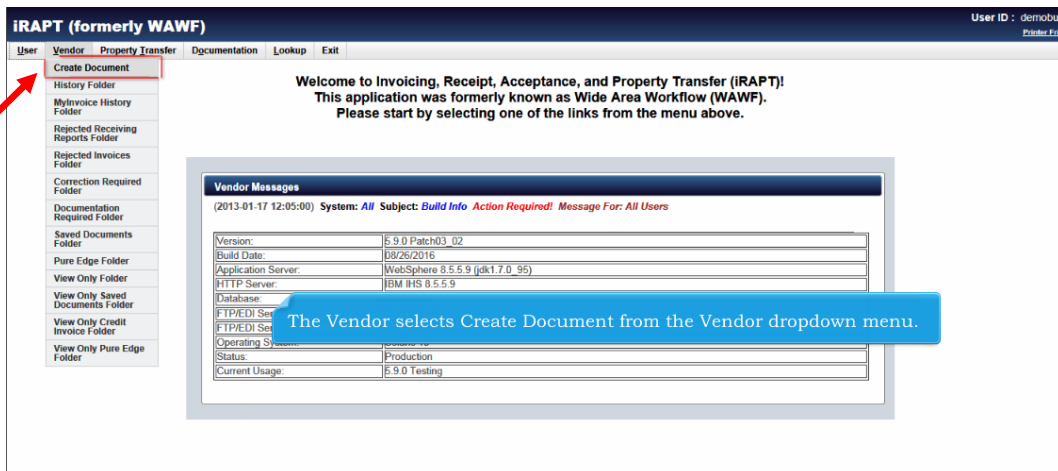 iRAPT (formerly WAWF)
User ID :
Printer
User Vendor Property Transfer Documentation Lookup Exit
Create Document
History Folder
MyInvoice History
Folder
Rejected Receiving
Reports Folder
Rejected Invoices
Folder
Correction Required
Folder
Documentation
Required Folder
Saved Documents
Folder
Pure Edge Folder
View Only Folder
View Only Saved
Documents Folder
View Only Credit
Invoice Folder
View Only Pure Edge
Folder
Welcome to Invoicing, Receipt, Acceptance, and Property Transfer (iRAPT)!
This application was formerly known as Wide Area Workflow (WAWF).
Please start by selecting one of the links from the menu above.
Vendor Messages
(2013-01-17 12:05:00) System: All Subject: Build Info Action Required! Message For: All Users
Version: 5.9.0 Patch03_02
Build Date: 08/26/2016
Application Server: WebSphere 8.5.5.9 (jdk1.7.0_95)
HTTP Server: IBM IHS 8.5.5.9
Database:
FTP/EDI
FTP/EDI
Operating
Status: Production
Current Usage: 5.9.0 Testing
The Vendor selects Create Document from the Vendor dropdown menu.